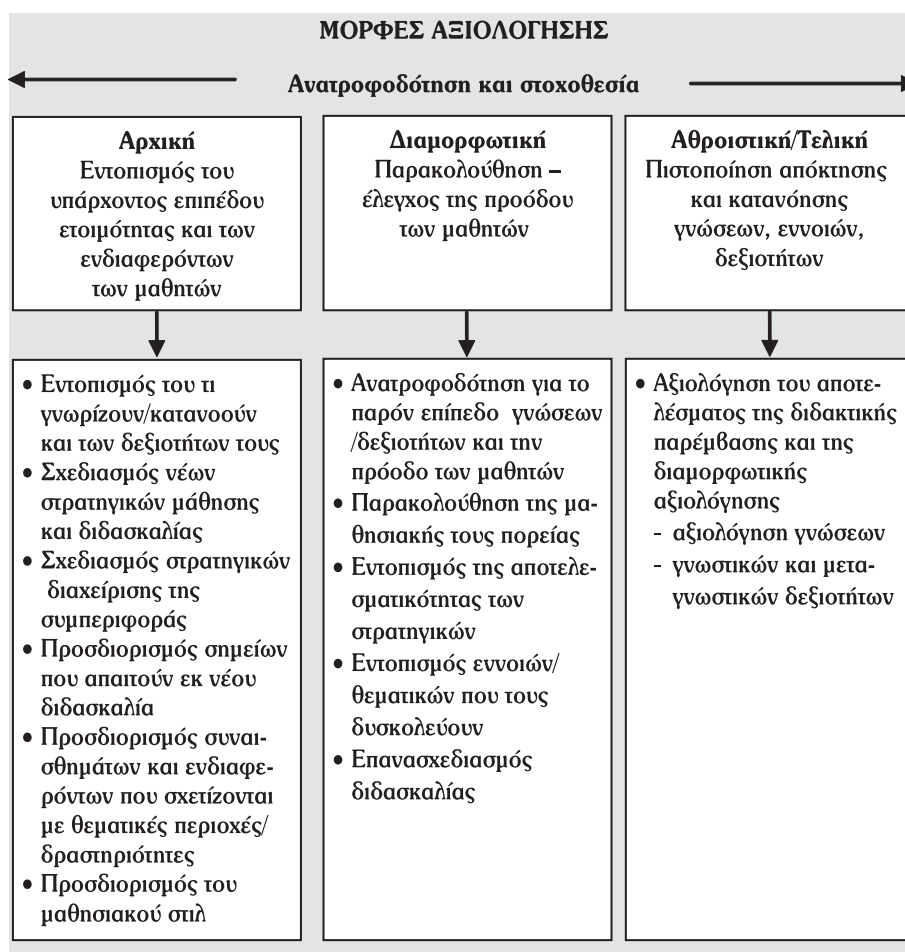 ΜΟΡΦΕΣ ΑΞΙΟΛΟΓΗΣΗΣ
Ανατροφοδότηση και στοχοθεσία
Αρχική
Εντοπισμός του
υπάρχοντος επιπέδου
ετοιμότητας και των
ενδιαφερόντων
των μαθητών
Διαμορφωτική
Παρακολούθηση –
έλεγχος της προόδου
των μαθητών
Αθροιστική/Τελική
Πιστοποίηση απόκτησης
και κατανόησης
γνώσεων, εννοιών,
δεξιοτήτων
• Εντοπισμός του τι
γνωρίζουν/κατανοούν
και των δεξιοτήτων τους
• Σχεδιασμός νέων
στρατηγικών μάθησης
και διδασκαλίας
• Σχεδιασμός στρατηγικών
διαχείρισης της
συμπεριφοράς
• Προσδιορισμός σημείων
που απαιτούν εκ νέου
διδασκαλία
• Προσδιορισμός συναι-
σθημάτων και ενδιαφε-
ρόντων που σχετίζονται
με θεματικές περιοχές/
δραστηριότητες
• Προσδιορισμός του
μαθησιακού στιλ
• Ανατροφοδότηση για το
παρόν επίπεδο γνώσεων
/δεξιοτήτων και την
πρόοδο των μαθητών
• Παρακολούθηση της μα-
θησιακής τους πορείας
• Εντοπισμός της αποτελε-
σματικότητας των
στρατηγικών
• Εντοπισμός εννοιών/
θεματικών που τους
δυσκολεύουν
• Επανασχεδιασμός
διδασκαλίας
• Αξιολόγηση του αποτε-
λέσματος της διδακτικής
παρέμβασης και της
διαμορφωτικής
αξιολόγησης
- αξιολόγηση γνώσεων
- γνωστικών και μετα-
γνωστικών δεξιοτήτων